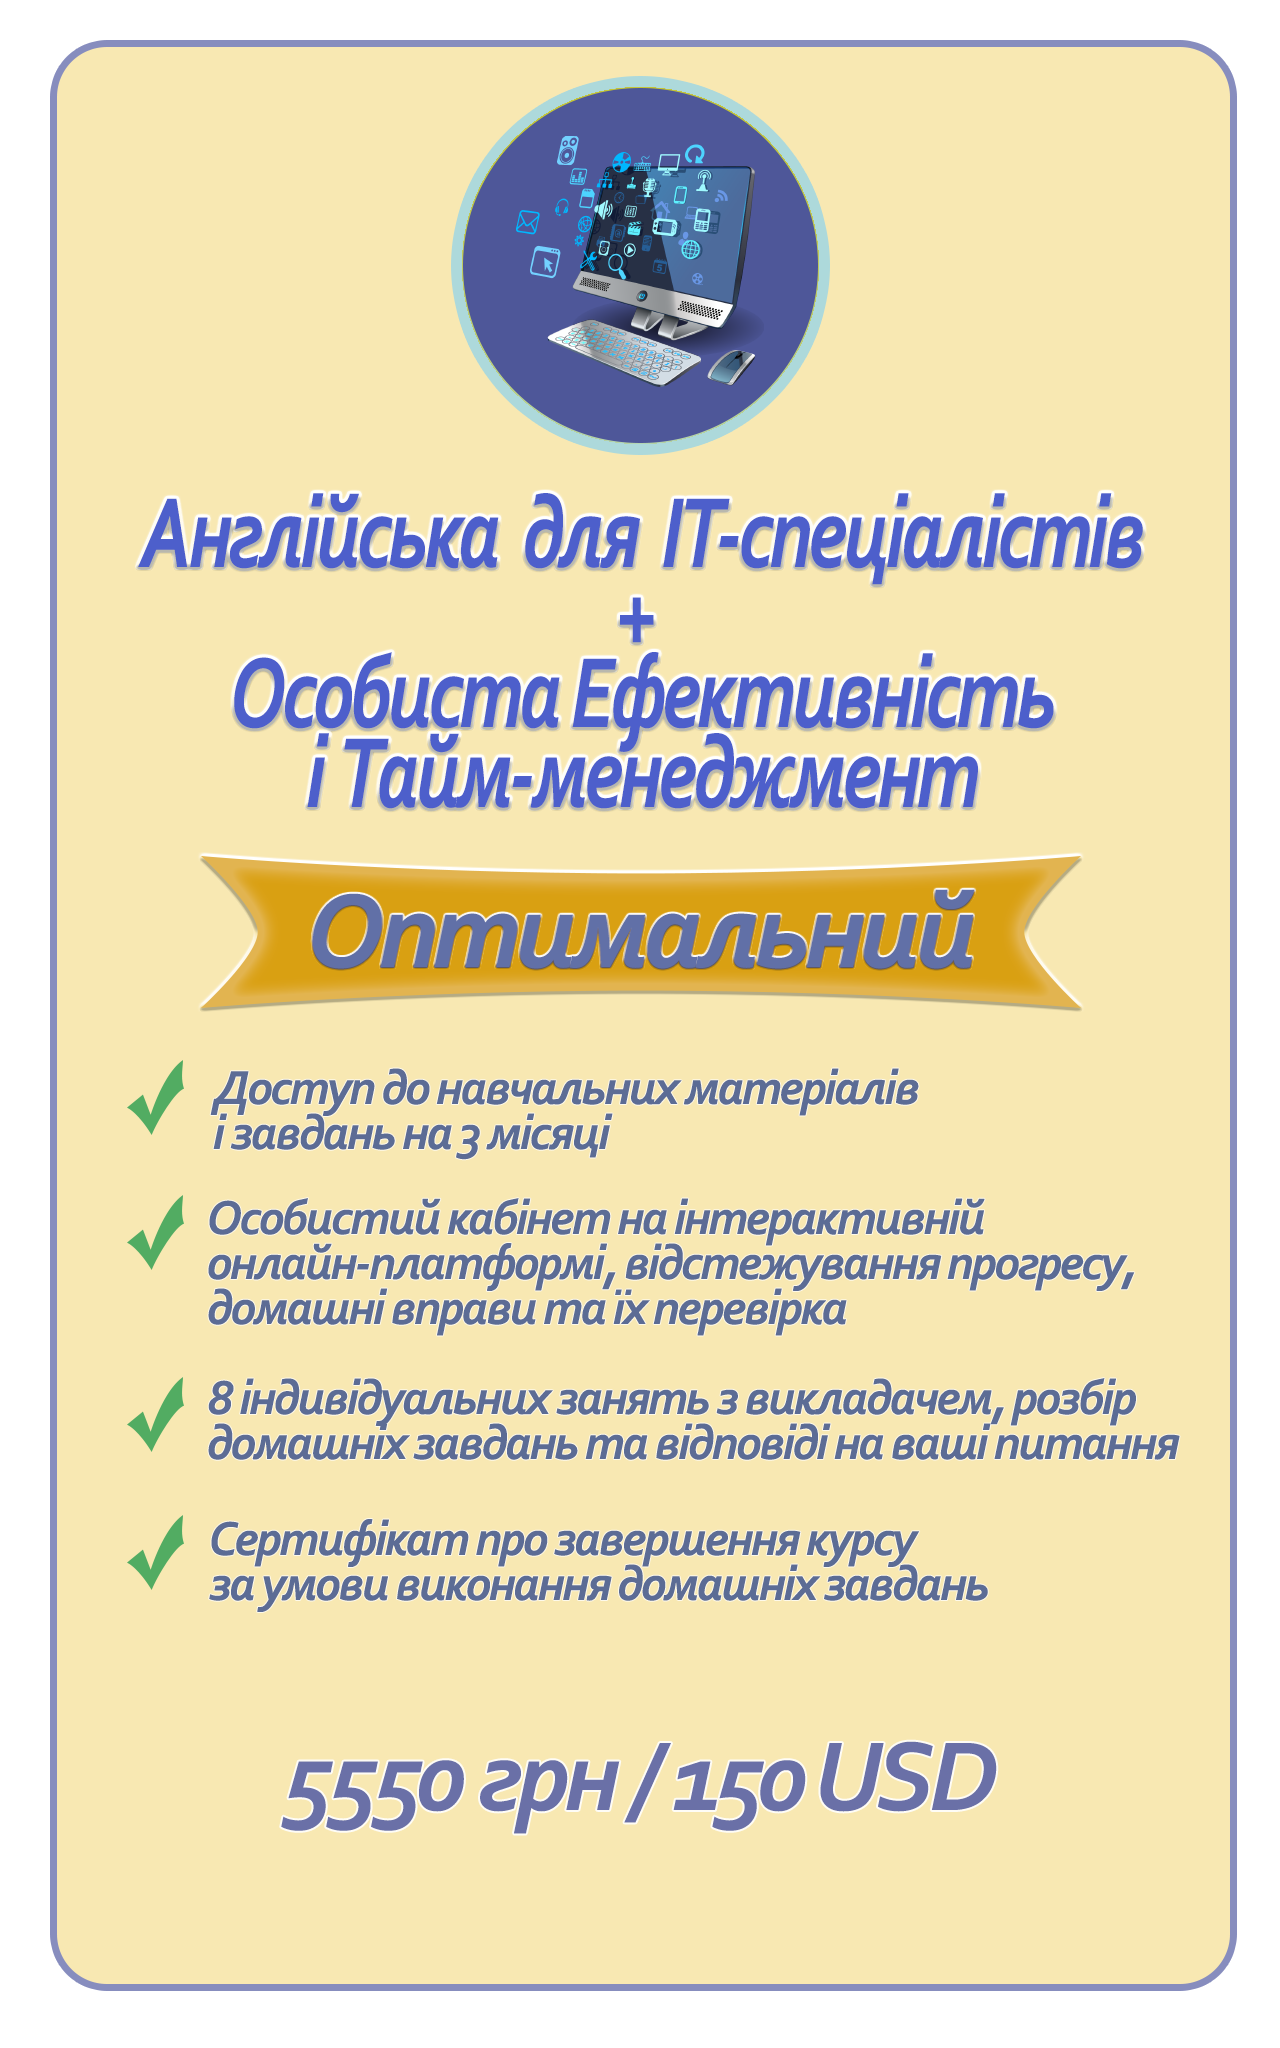 Англійська для ІТ-спеціалістів
+
Особиста Ефективність
і Тайм-менеджмент
Оптимальний
Доступ до навчальних матеріалів
і завдань на 3 місяці
Особистий кабінет на інтерактивній
онлайн-платформі, відстежування прогресу,
домашні вправи та їх перевірка
8 індивідуальних занять з викладачем, розбір
домашніх завдань та відповіді на ваші питання
Сертифікат про завершення курсу
за умови виконання домашніх завдань
5550 грн / 150 USD